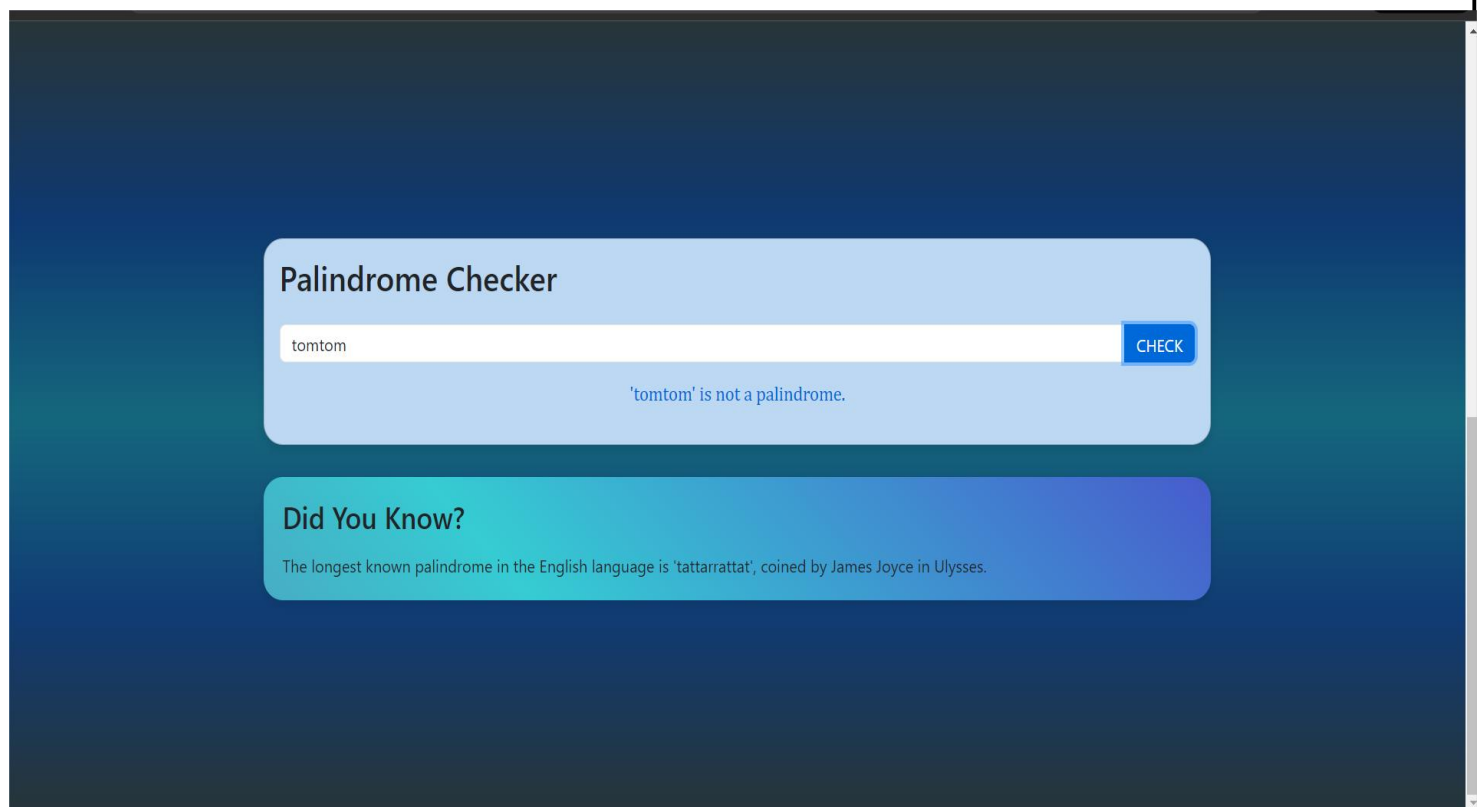 Palindrome Checker
tomtom
CHECK
'tomtom' is not a palindrome.
Did You Know?
The longest known palindrome in the English language is 'tattarrattat', coined by James Joyce in Ulysses.